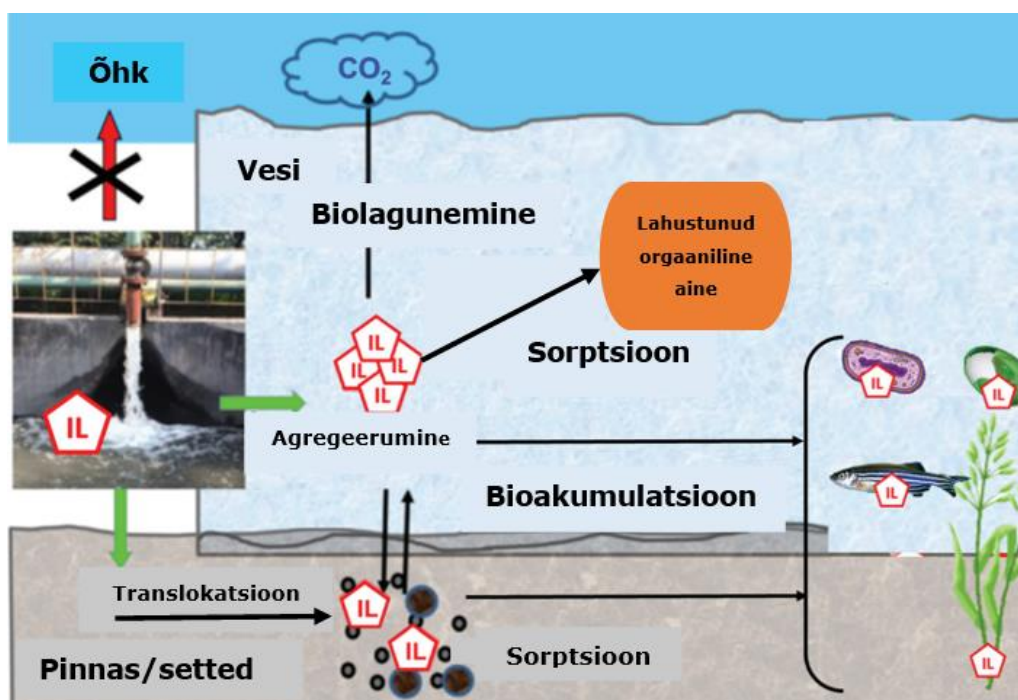 Õhk
CO₂
Vesi
Biolagunemine
Lahustunud
orgaaniline
aine
IL
IL
IL
IL
Sorptsioon
IL
IL
IL
Agregeerumine
IL
Bioakumulatsioon
Translokatsioon
IL
IL
Sorptsioon
Pinnas/setted
IL